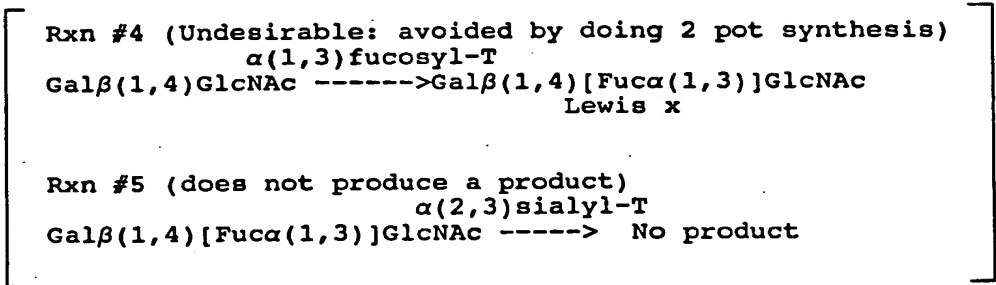 Rxn #4 (Undesirable: avoided by doing 2 pot synthesis)
α(1,3)fucosyl-T
Galβ(1,4)GlcNAc ------>Galβ(1,4)[Fucα(1,3)]GlcNAc
Lewis x
Rxn #5 (does not produce a product)
α(2,3)sialyl-T
Galβ(1,4)[Fucα(1,3)]GlcNAc -----> No product